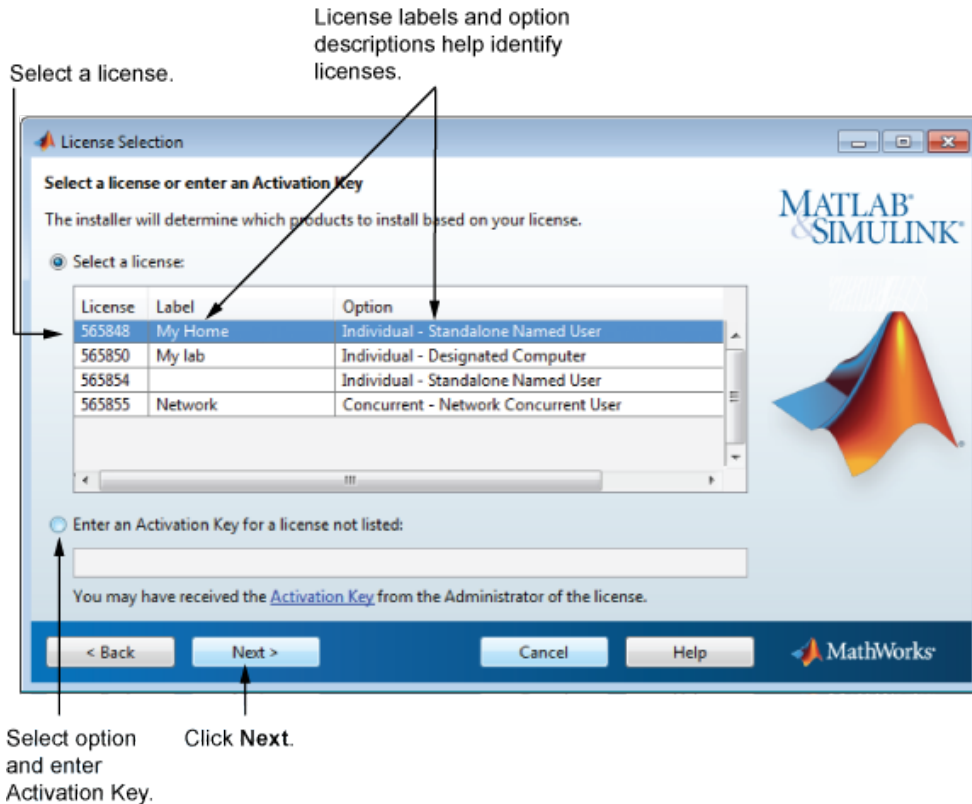 License labels and option
descriptions help identify
licenses.
Select a license.
License Selection
Select a license or enter an Activation Key
The installer will determine which products to install based on your license.
MATLAB®
&SIMULINK®
Select a license:
License Label Option
565848 My Home Individual - Standalone Named User
565850 My lab Individual - Designated Computer
565854 Individual - Standalone Named User
565855 Network Concurrent - Network Concurrent User
Enter an Activation Key for a license not listed:
You may have received the Activation Key from the Administrator of the license.
< Back Next > Cancel Help MathWorks®
Select option
and enter
Activation Key.
Click Next.